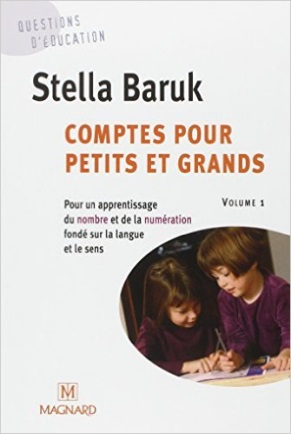 QUESTIONS
D'ÉDUCATION
Stella Baruk
COMPTES POUR
PETITS ET GRANDS
Pour un apprentissage
du nombre et de la numération
fondé sur la langue
et le sens
VOLUME 1
M
MAGNARD